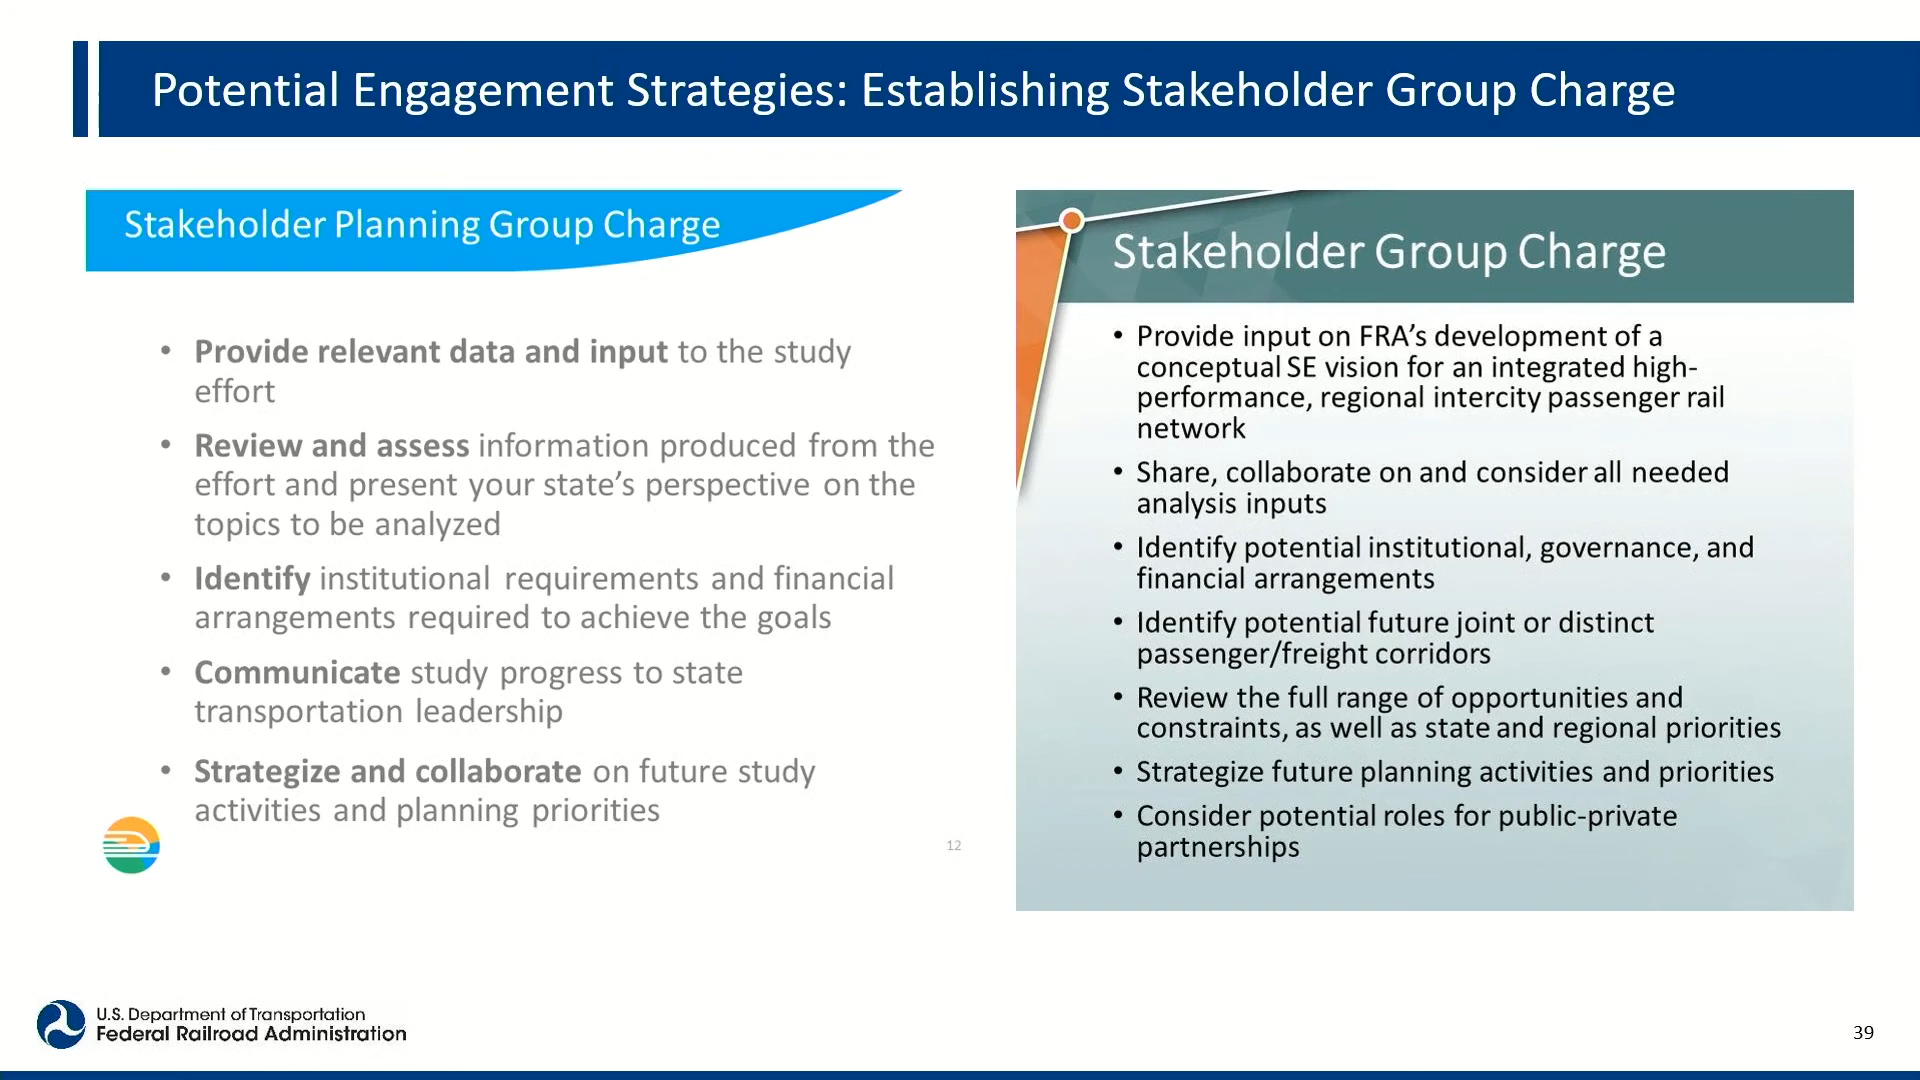 Potential Engagement Strategies: Establishing Stakeholder Group Charge
Stakeholder Planning Group Charge
• Provide relevant data and input to the study
effort
• Review and assess information produced from the
effort and present your state’s perspective on the
topics to be analyzed
• Identify institutional requirements and financial
arrangements required to achieve the goals
• Communicate study progress to state
transportation leadership
• Strategize and collaborate on future study
activities and planning priorities
12
Stakeholder Group Charge
• Provide input on FRA’s development of a
conceptual SE vision for an integrated high-
performance, regional intercity passenger rail
network
• Share, collaborate on and consider all needed
analysis inputs
• Identify potential institutional, governance, and
financial arrangements
• Identify potential future joint or distinct
passenger/freight corridors
• Review the full range of opportunities and
constraints, as well as state and regional priorities
• Strategize future planning activities and priorities
• Consider potential roles for public-private
partnerships
U.S. Department of Transportation
Federal Railroad Administration
39